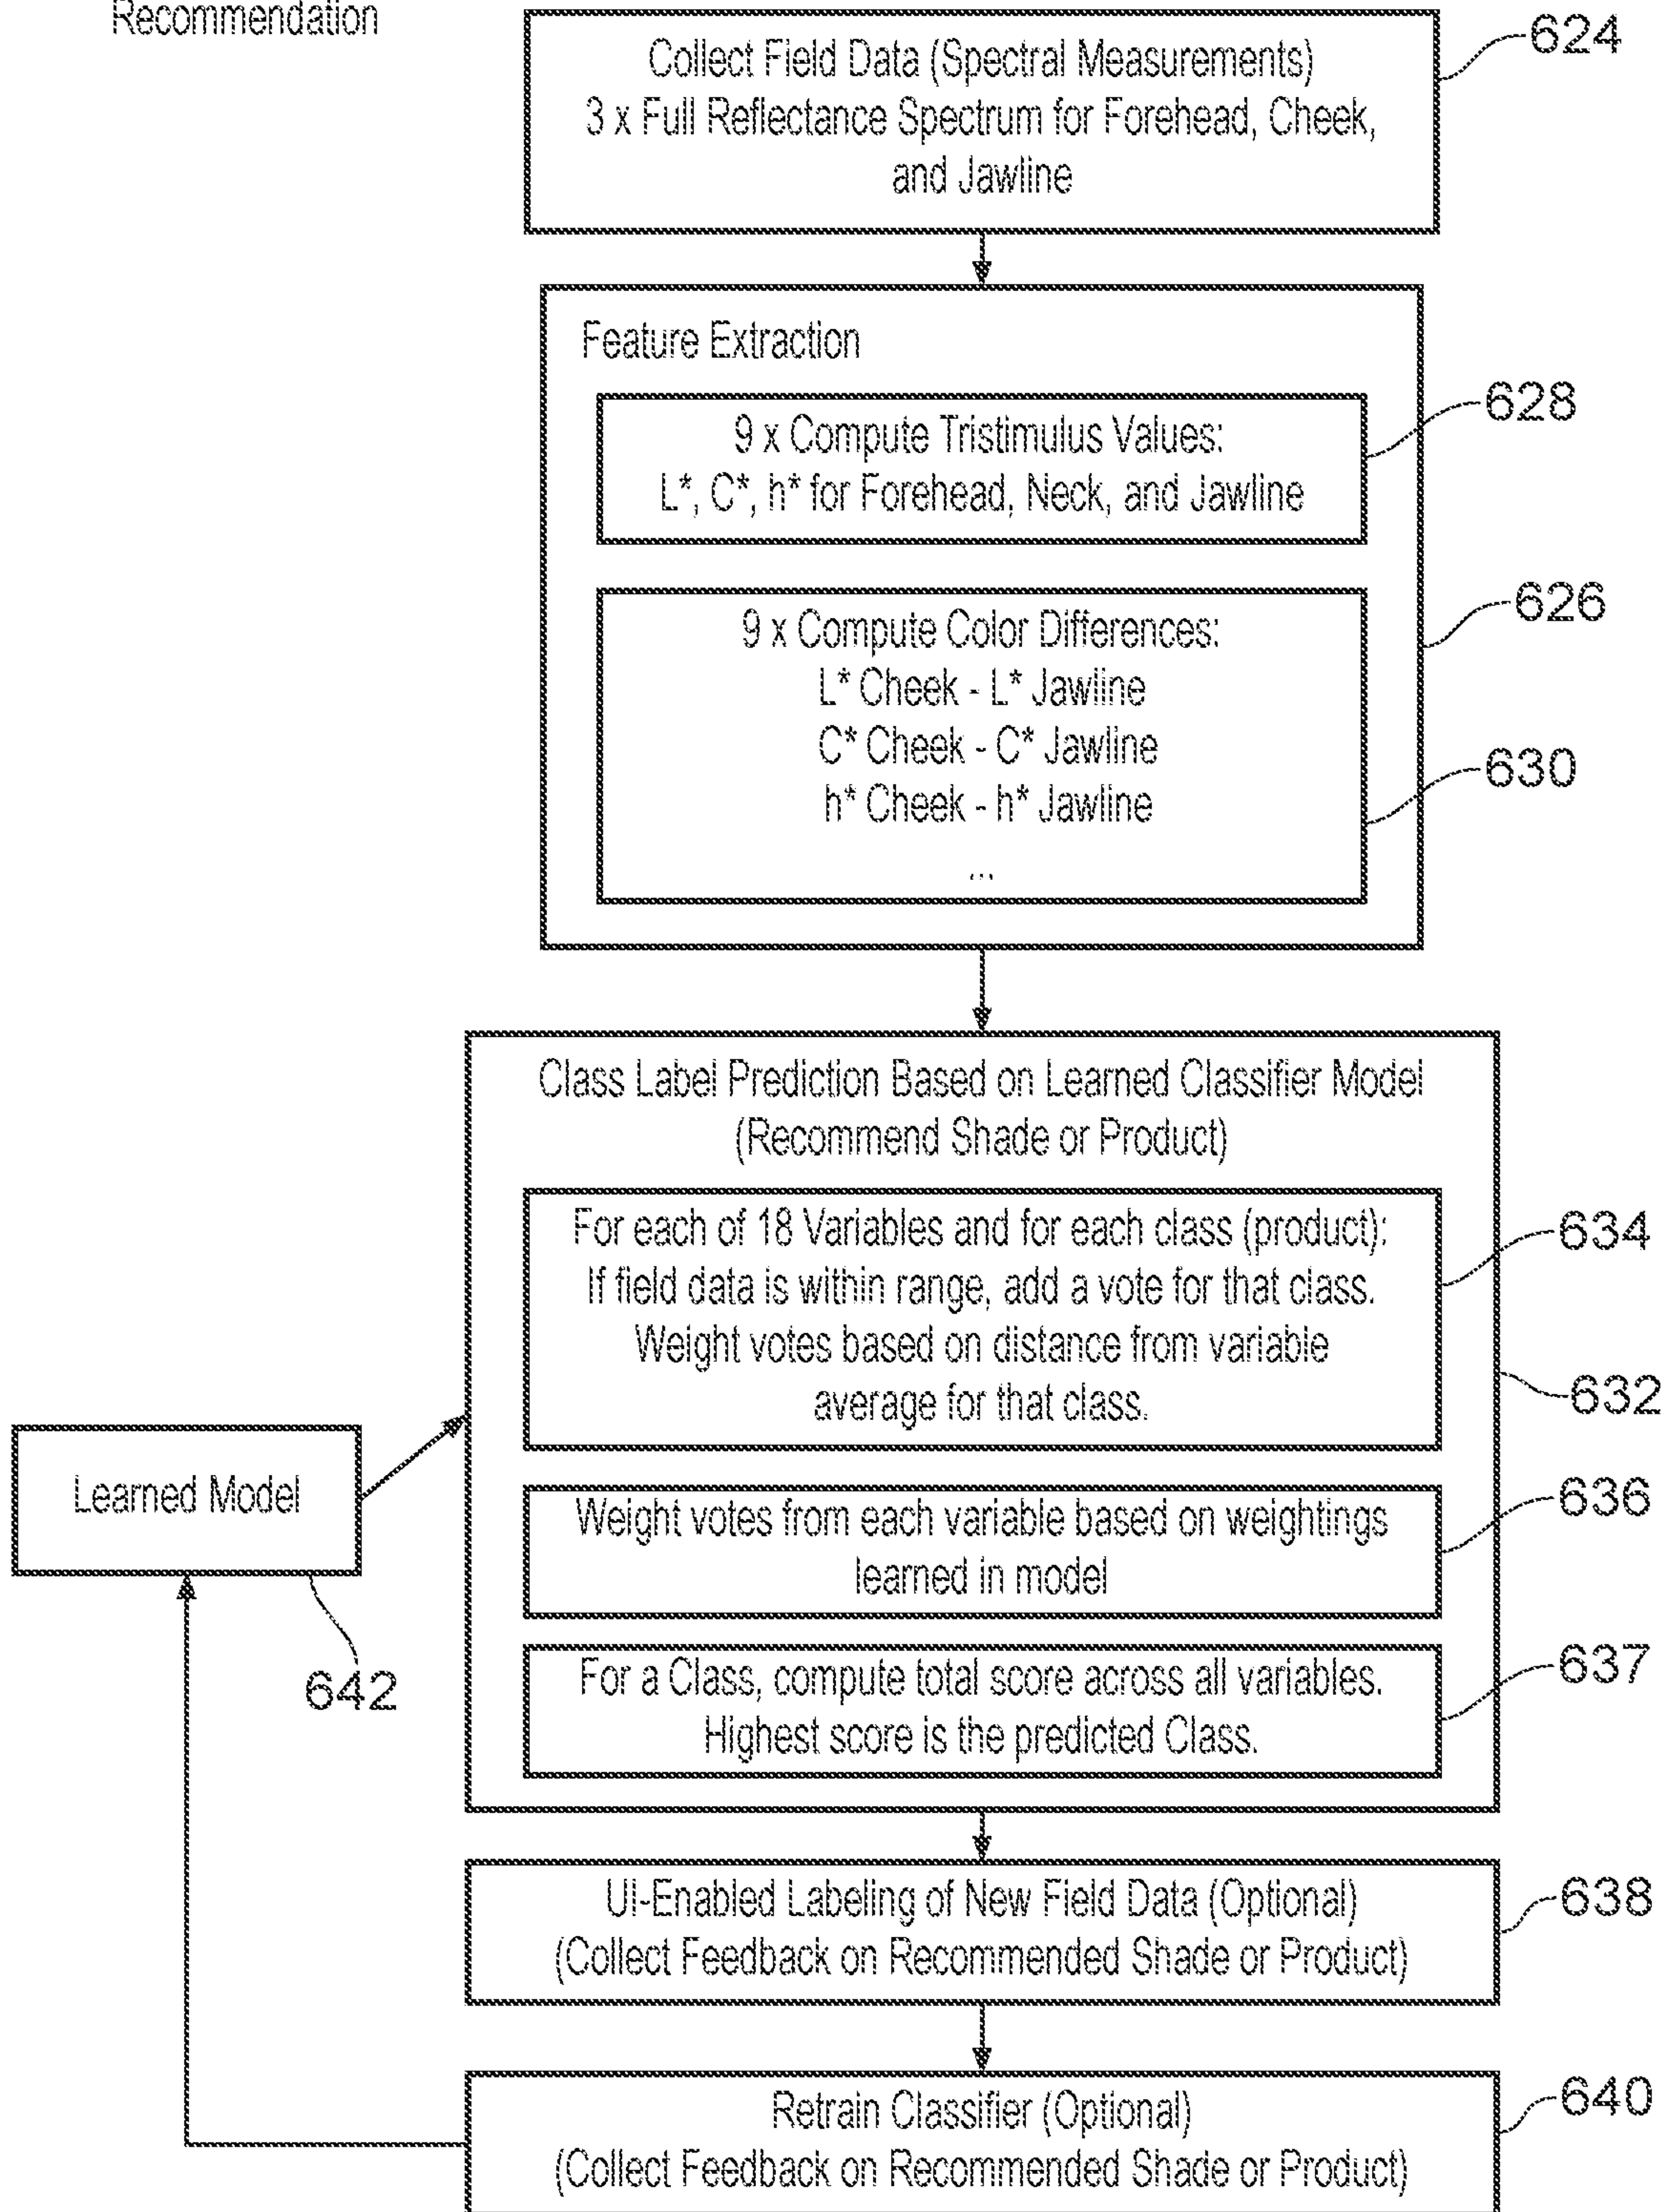 Recommendation
Collect Field Data (Spectral Measurements)
3 x Full Reflectance Spectrum for Forehead, Cheek,
and Jawline
624
Feature Extraction
9 x Compute Tristimulus Values:
L*, C*, h* for Forehead, Neck, and Jawline
628
626
9 x Compute Color Differences:
L* Cheek - L* Jawline
C* Cheek - C* Jawline
h* Cheek - h* Jawline
...
630
Class Label Prediction Based on Learned Classifier Model
(Recommend Shade or Product)
For each of 18 Variables and for each class (product):
If field data is within range, add a vote for that class.
Weight votes based on distance from variable
average for that class.
634
632
Learned Model
642
Weight votes from each variable based on weightings
learned in model
636
For a Class, compute total score across all variables.
Highest score is the predicted Class.
637
UI-Enabled Labeling of New Field Data (Optional)
(Collect Feedback on Recommended Shade or Product)
638
Retrain Classifier (Optional)
(Collect Feedback on Recommended Shade or Product)
640